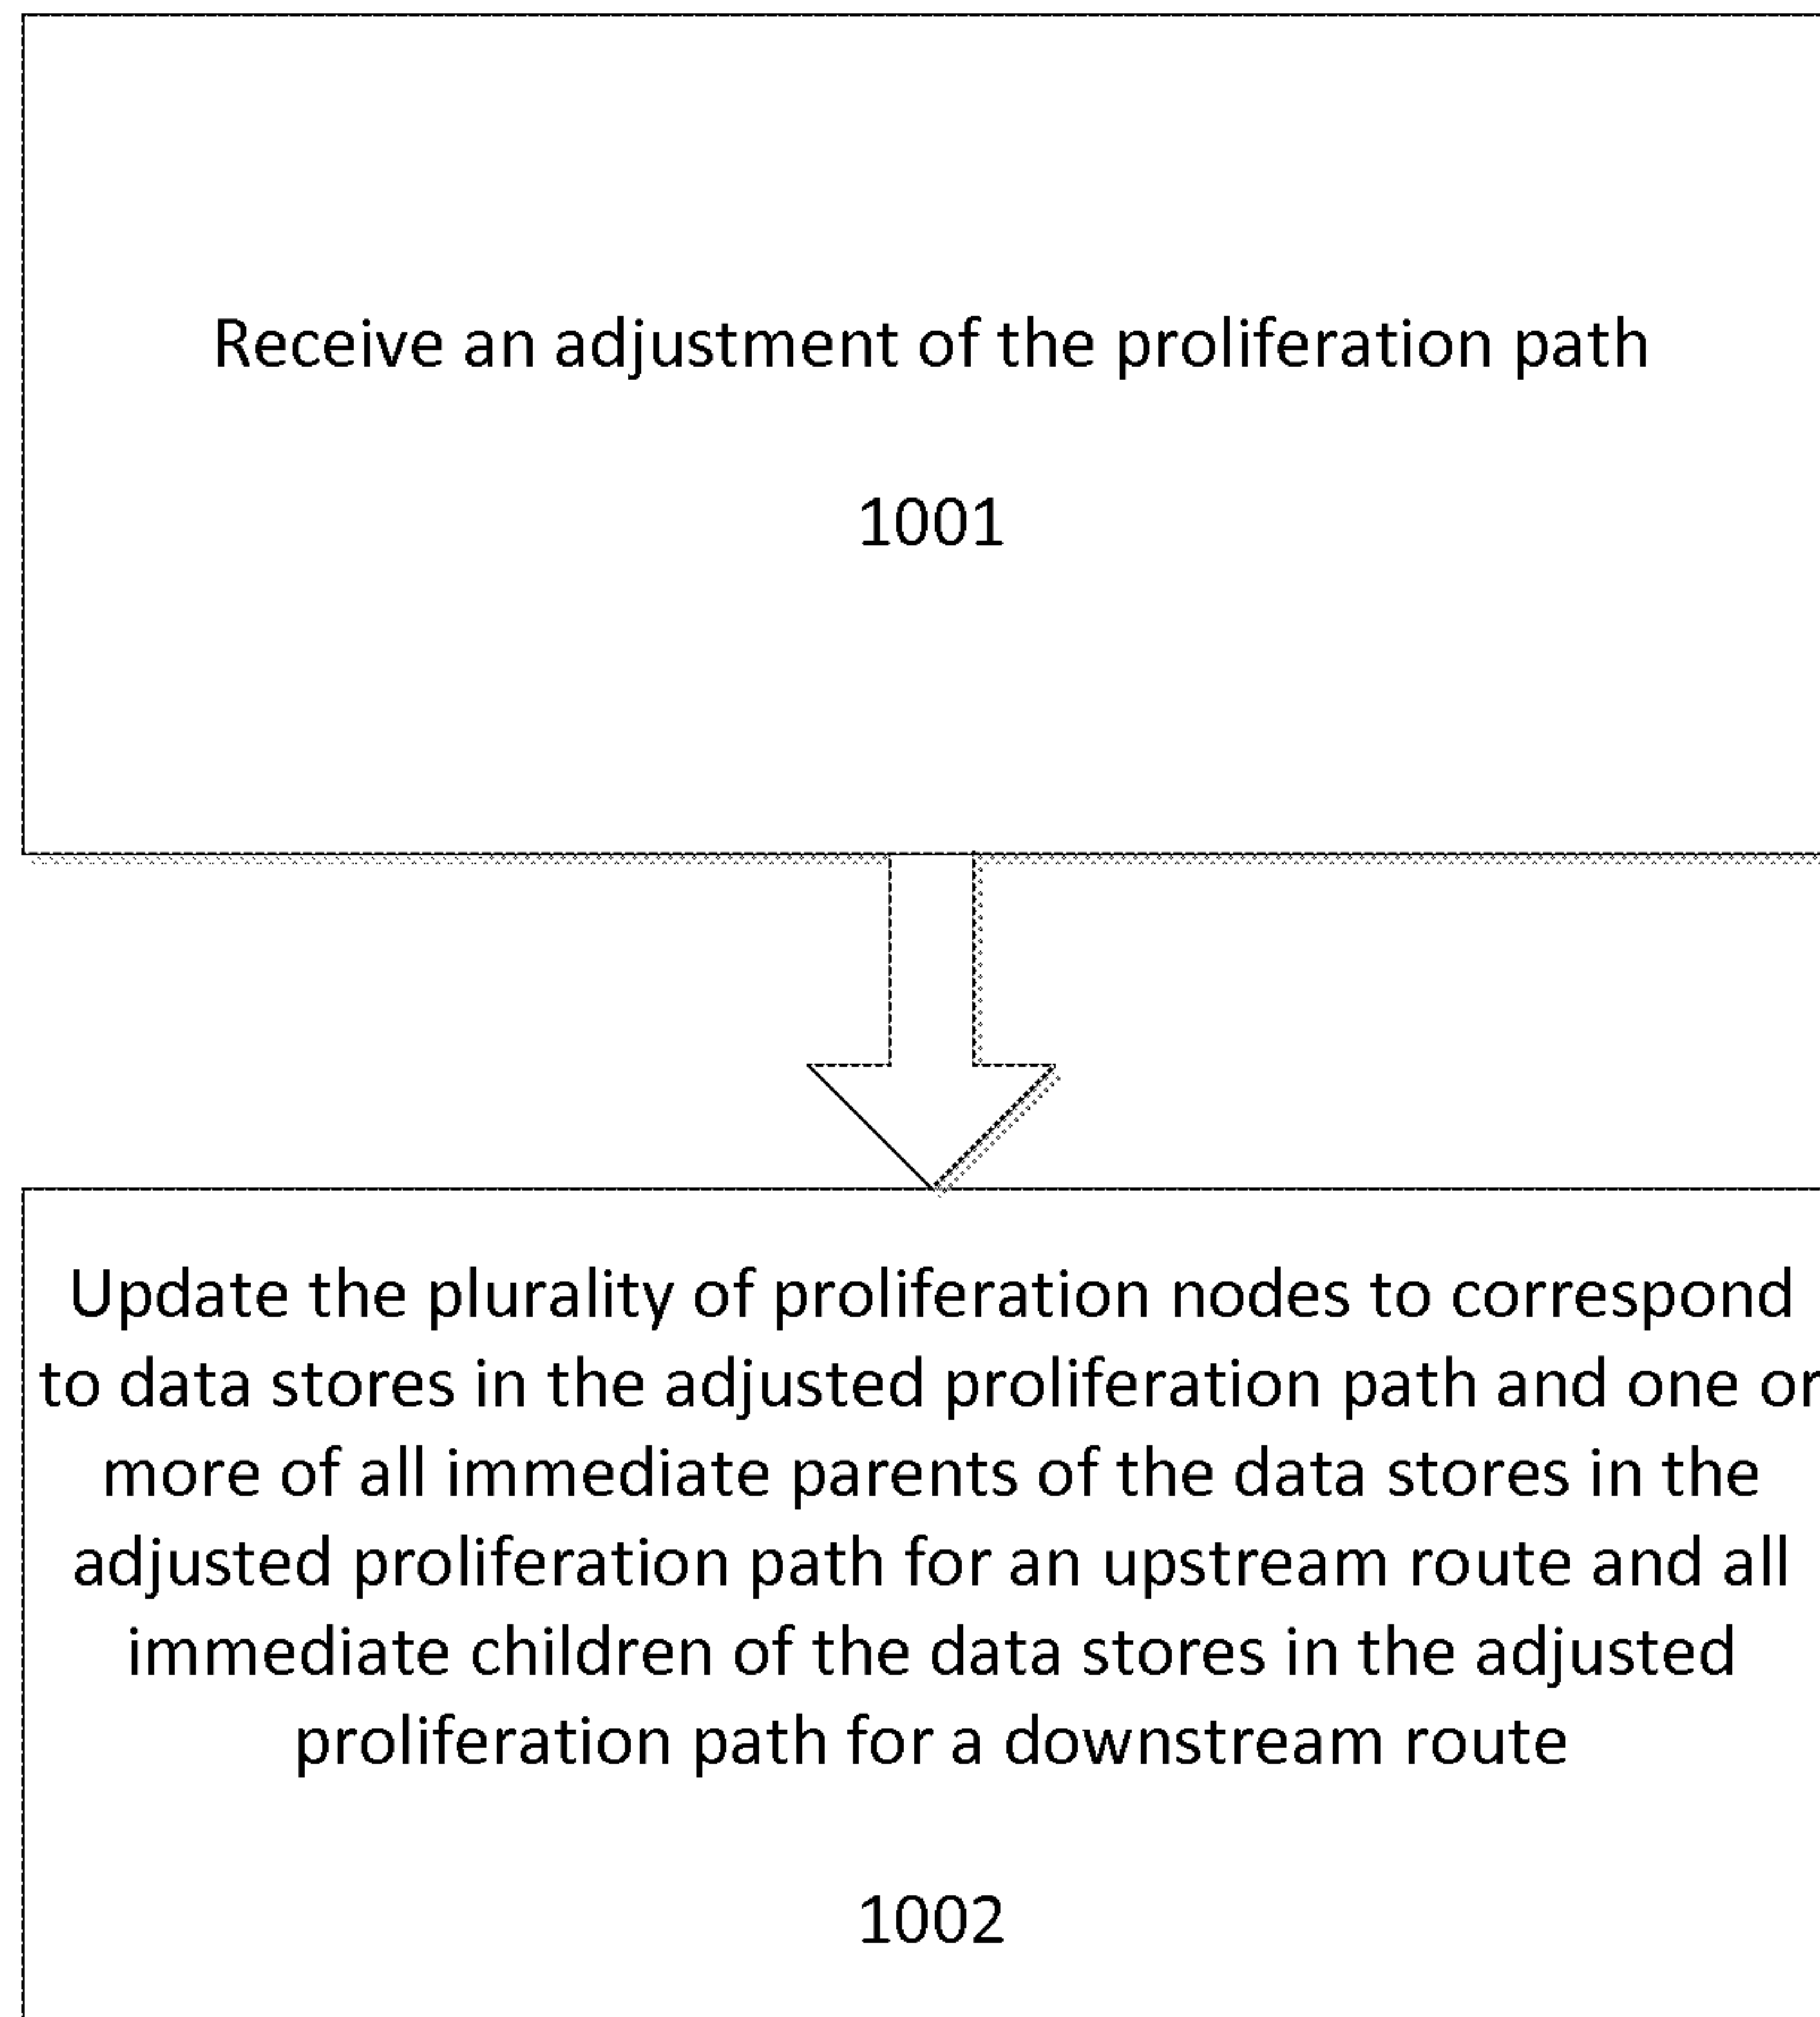 Receive an adjustment of the proliferation path
1001
Update the plurality of proliferation nodes to correspond
to data stores in the adjusted proliferation path and one or
more of all immediate parents of the data stores in the
adjusted proliferation path for an upstream route and all
immediate children of the data stores in the adjusted
proliferation path for a downstream route
1002